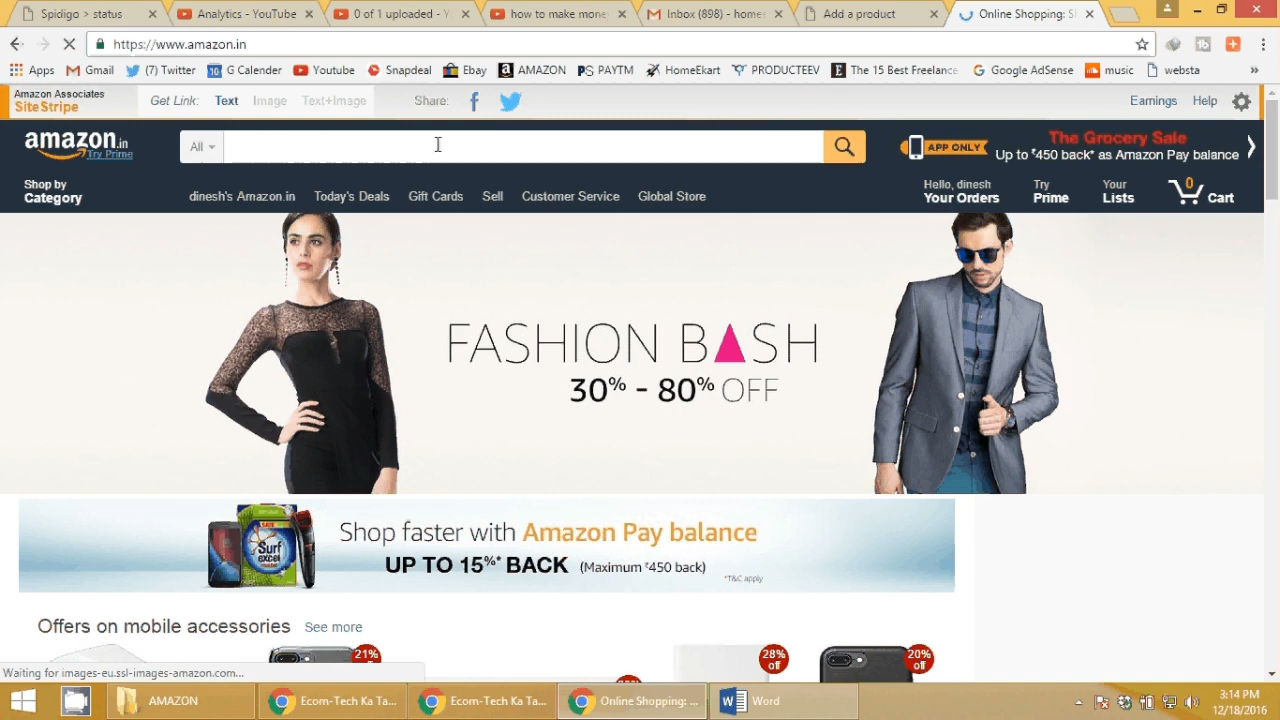 Spidigo > status
Analytics - YouTube
0 of 1 uploaded - Y
how to make mone
Inbox (898) - home
Add a product
Online Shopping: S
https://www.amazon.in
Apps
Gmail
(7) Twitter
10
G Calender
Youtube
Snapdeal
Ebay
a
AMAZON
PS
PAYTM
HomeEkart
PRODUCTEEV
E
The 15 Best Freelance
G
Google AdSense
music
websta
»
Amazon Associates
SiteStripe
Get Link:
Text
Image
Text+Image
Share:
Earnings
Help
amazon.in
Try Prime
All
APP ONLY
The Grocery Sale
Up to ₹450 back* as Amazon Pay balance
Shop by
Category
dinesh's Amazon.in
Today's Deals
Gift Cards
Sell
Customer Service
Global Store
Hello, dinesh
Your Orders
Try
Prime
Your
Lists
0
Cart
FASHION BASH
30% - 80% OFF
Surf
excel
Shop faster with Amazon Pay balance
UP TO 15%* BACK (Maximum ₹450 back)
*T&C apply
Offers on mobile accessories
See more
21%
28%
off
20%
off
Waiting for images-eu.ssl-images-amazon.com...
AMAZON
Ecom-Tech Ka Ta...
Ecom-Tech Ka Ta...
Online Shopping: ...
Word
3:14 PM
12/18/2016